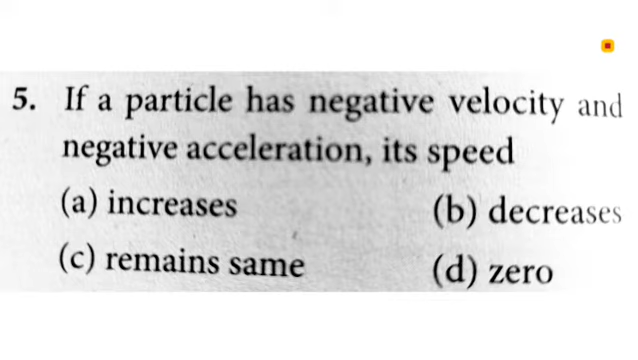 5. If a particle has negative velocity and
negative acceleration, its speed
(a) increases (b) decreases
(c) remains same (d) zero